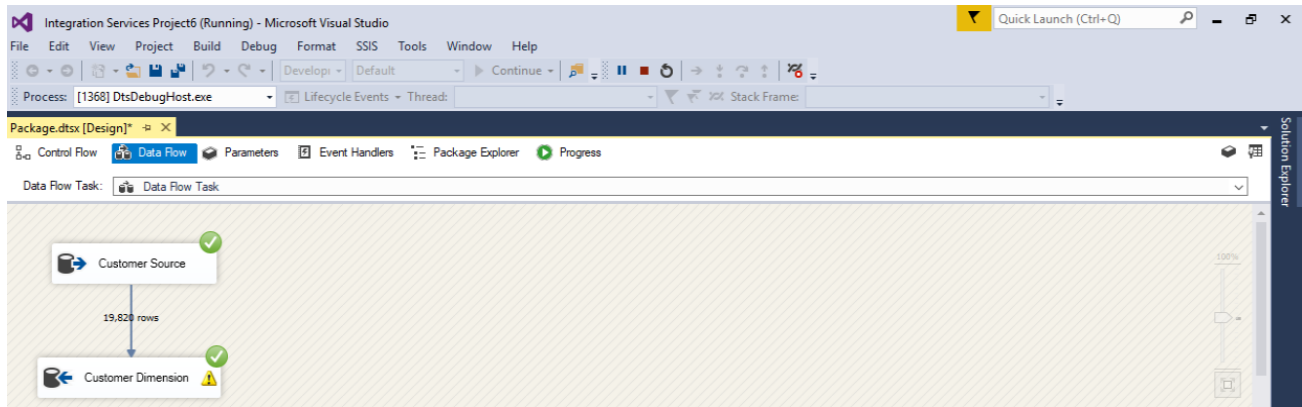 Integration Services Project6 (Running) - Microsoft Visual Studio Quick Launch (Ctrl+Q)
File Edit View Project Build Debug Format SSIS Tools Window Help
Developı Default Continue
Process: [1368] DtsDebugHost.exe Lifecycle Events Thread: Stack Frame:
Package.dtsx [Design]*
Control Flow Data Flow Parameters Event Handlers Package Explorer Progress
Data Flow Task: Data Flow Task
Solution Explorer
Customer Source
100%
19,820 rows
Customer Dimension